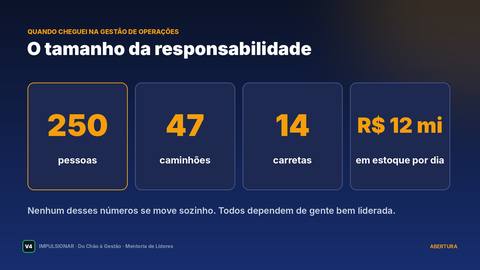 QUANDO CHEGUEI NA GESTÃO DE OPERAÇÕES
O tamanho da responsabilidade
250
pessoas
47
caminhões
14
carretas
R$ 12 mi
em estoque por dia
Nenhum desses números se move sozinho. Todos dependem de gente bem liderada.
V4
IMPULSIONAR · Do Chão à Gestão · Mentoria de Líderes
ABERTURA